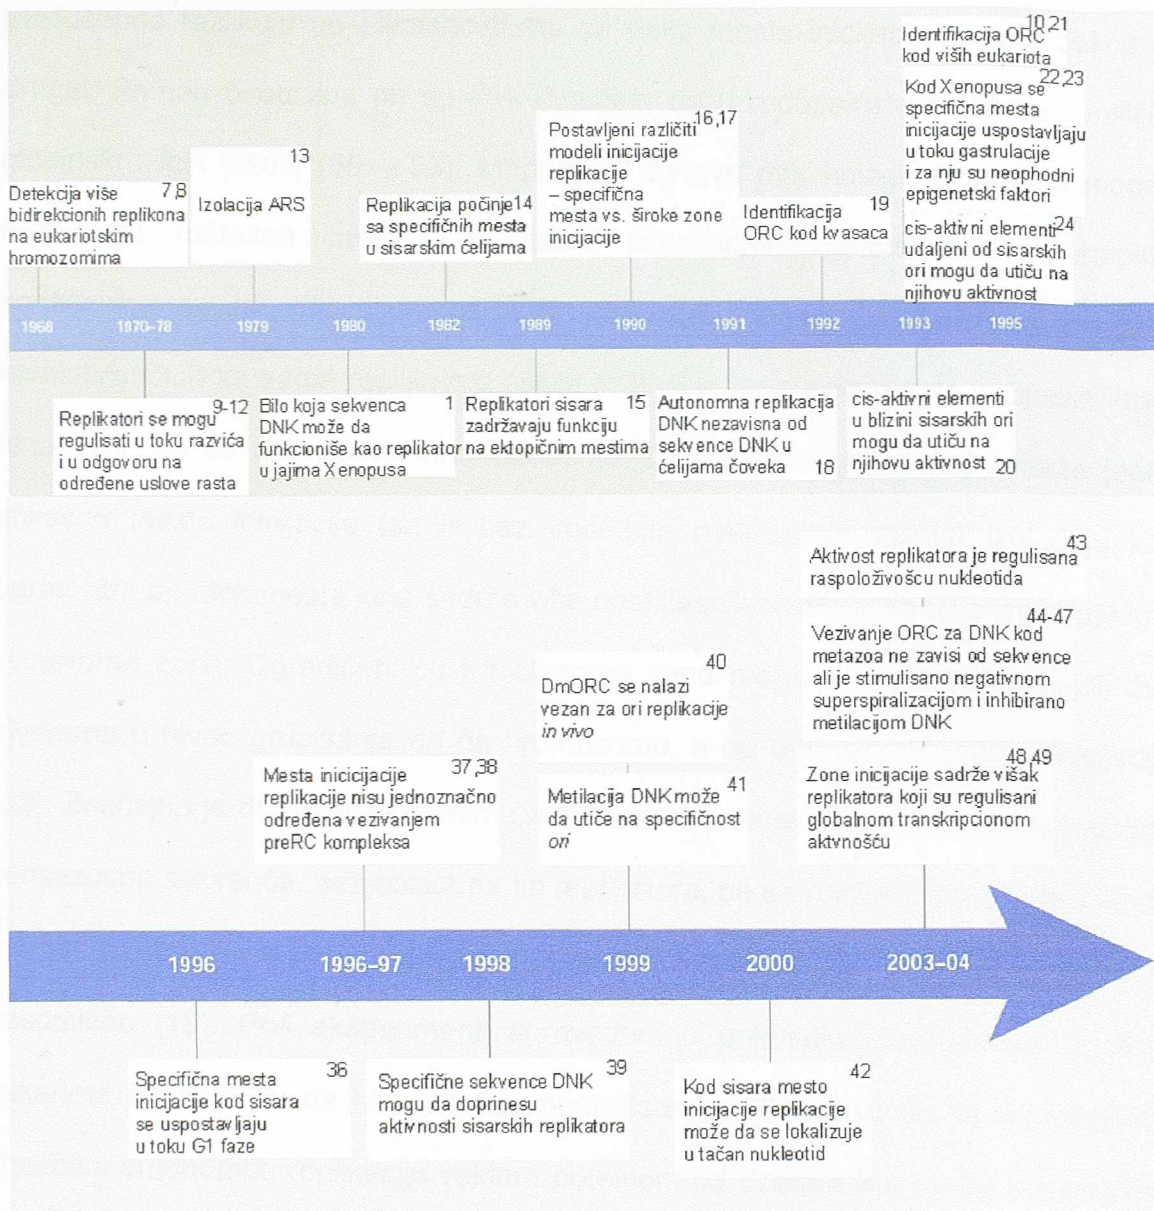 Detekcija više 7,8
bidirekcionih replikona
na eukariotskim
hromozomima
13
Izolacija ARS
Replikacija počinje 14
sa specifičnih mesta
u sisarskim ćelijama
16,17
Postavljeni različiti
modeli inicijacije
replikacije
– specifična
mesta vs. široke zone
inicijacije
19
Identifikacija
ORC kod kvasaca
10,21
Identifikacija ORC
kod viših eukariota
22,23
Kod Xenopusa se
specifična mesta
inicijacije uspostavljaju
u toku gastrulacije
i za nju su neophodni
epigenetski faktori
cis-aktivni elementi 24
udaljeni od sisarskih
ori mogu da utiču na
njihovu aktivnost
1968 1970–78 1979 1980 1982 1989 1990 1991 1992 1993 1995
Replikatori se mogu 9-12
regulisati u toku razvića
i u odgovoru na
određene uslove rasta
Bilo koja sekvenca 1
DNK može da
funkcioniše kao replikator
u jajima Xenopusa
Replikatori sisara 15
zadržavaju funkciju
na ektopičnim mestima
Autonomna replikacija
DNK nezavisna od
sekvence DNK u
ćelijama čoveka 18
cis-aktivni elementi
u blizini sisarskih ori
mogu da utiču na
njihovu aktivnost 20
Mesta inicicijacije 37,38
replikacije nisu jednoznačno
određena vezivanjem
preRC kompleksa
40
DmORC se nalazi
vezan za ori replikacije
in vivo
Metilacija DNK može 41
da utiče na specifičnost
ori
43
Aktivost replikatora je regulisana
raspoloživošcu nukleotida
44-47
Vezivanje ORC za DNK kod
metazoa ne zavisi od sekvence
ali je stimulisano negativnom
superspiralizacijom i inhibirano
metilacijom DNK
48,49
Zone inicijacije sadrže višak
replikatora koji su regulisani
globalnom transkripcionom
aktvnošću
1996 1996–97 1998 1999 2000 2003–04
36
Specifična mesta
inicijacije kod sisara
se uspostavljaju
u toku G1 faze
Specifične sekvence DNK 39
mogu da doprinesu
aktivnosti sisarskih replikatora
42
Kod sisara mesto
inicijacije replikacije
može da se lokalizuje
u tačan nukleotid